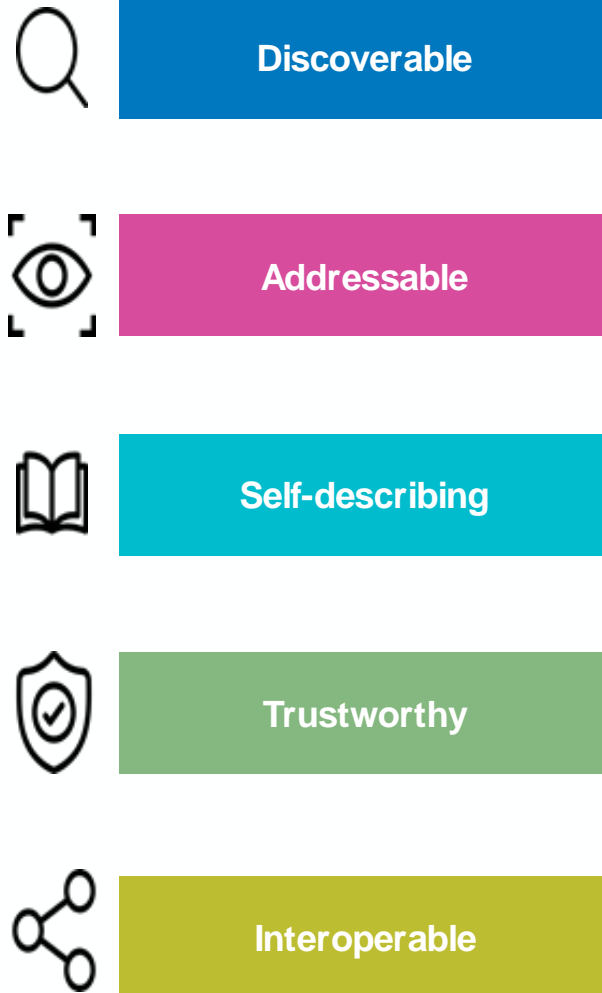 Discoverable
Addressable
Self-describing
Trustworthy
Interoperable